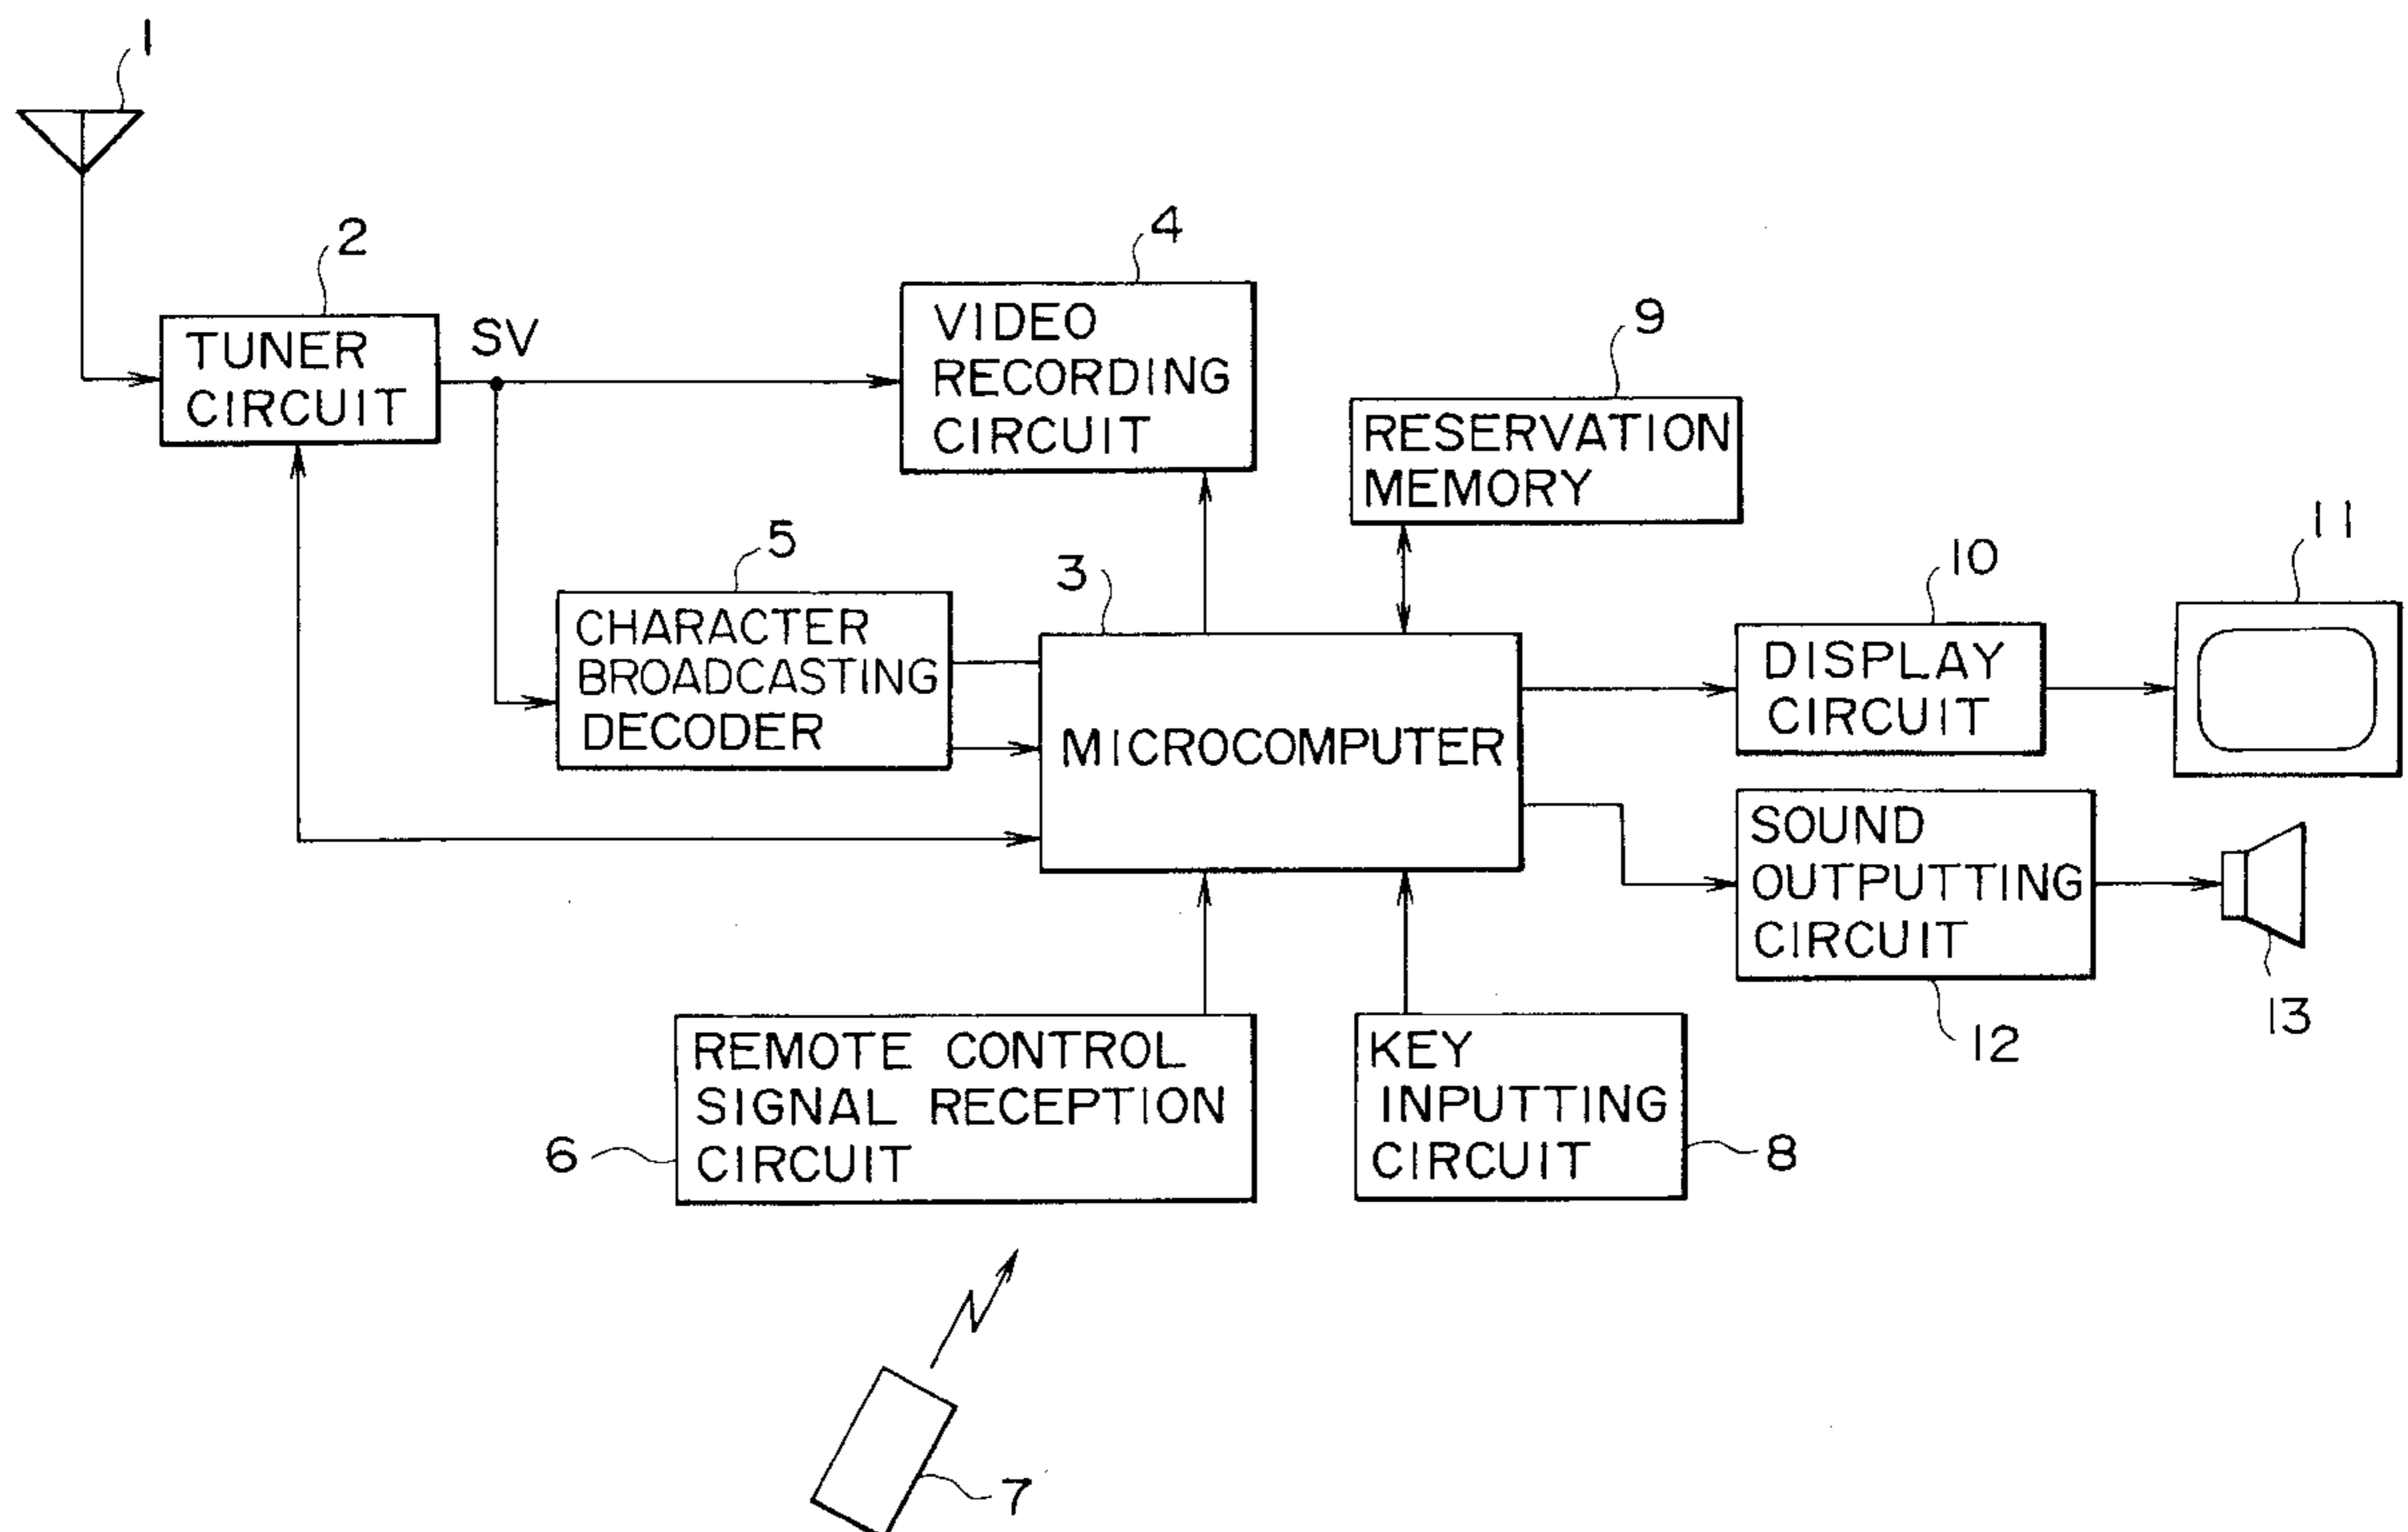 1
2
TUNER
CIRCUIT
SV
4
VIDEO
RECORDING
CIRCUIT
9
RESERVATION
MEMORY
5
CHARACTER
BROADCASTING
DECODER
3
MICROCOMPUTER
10
DISPLAY
CIRCUIT
11
SOUND
OUTPUTTING
CIRCUIT
12
13
REMOTE CONTROL
SIGNAL RECEPTION
CIRCUIT
6
KEY
INPUTTING
CIRCUIT
8
7